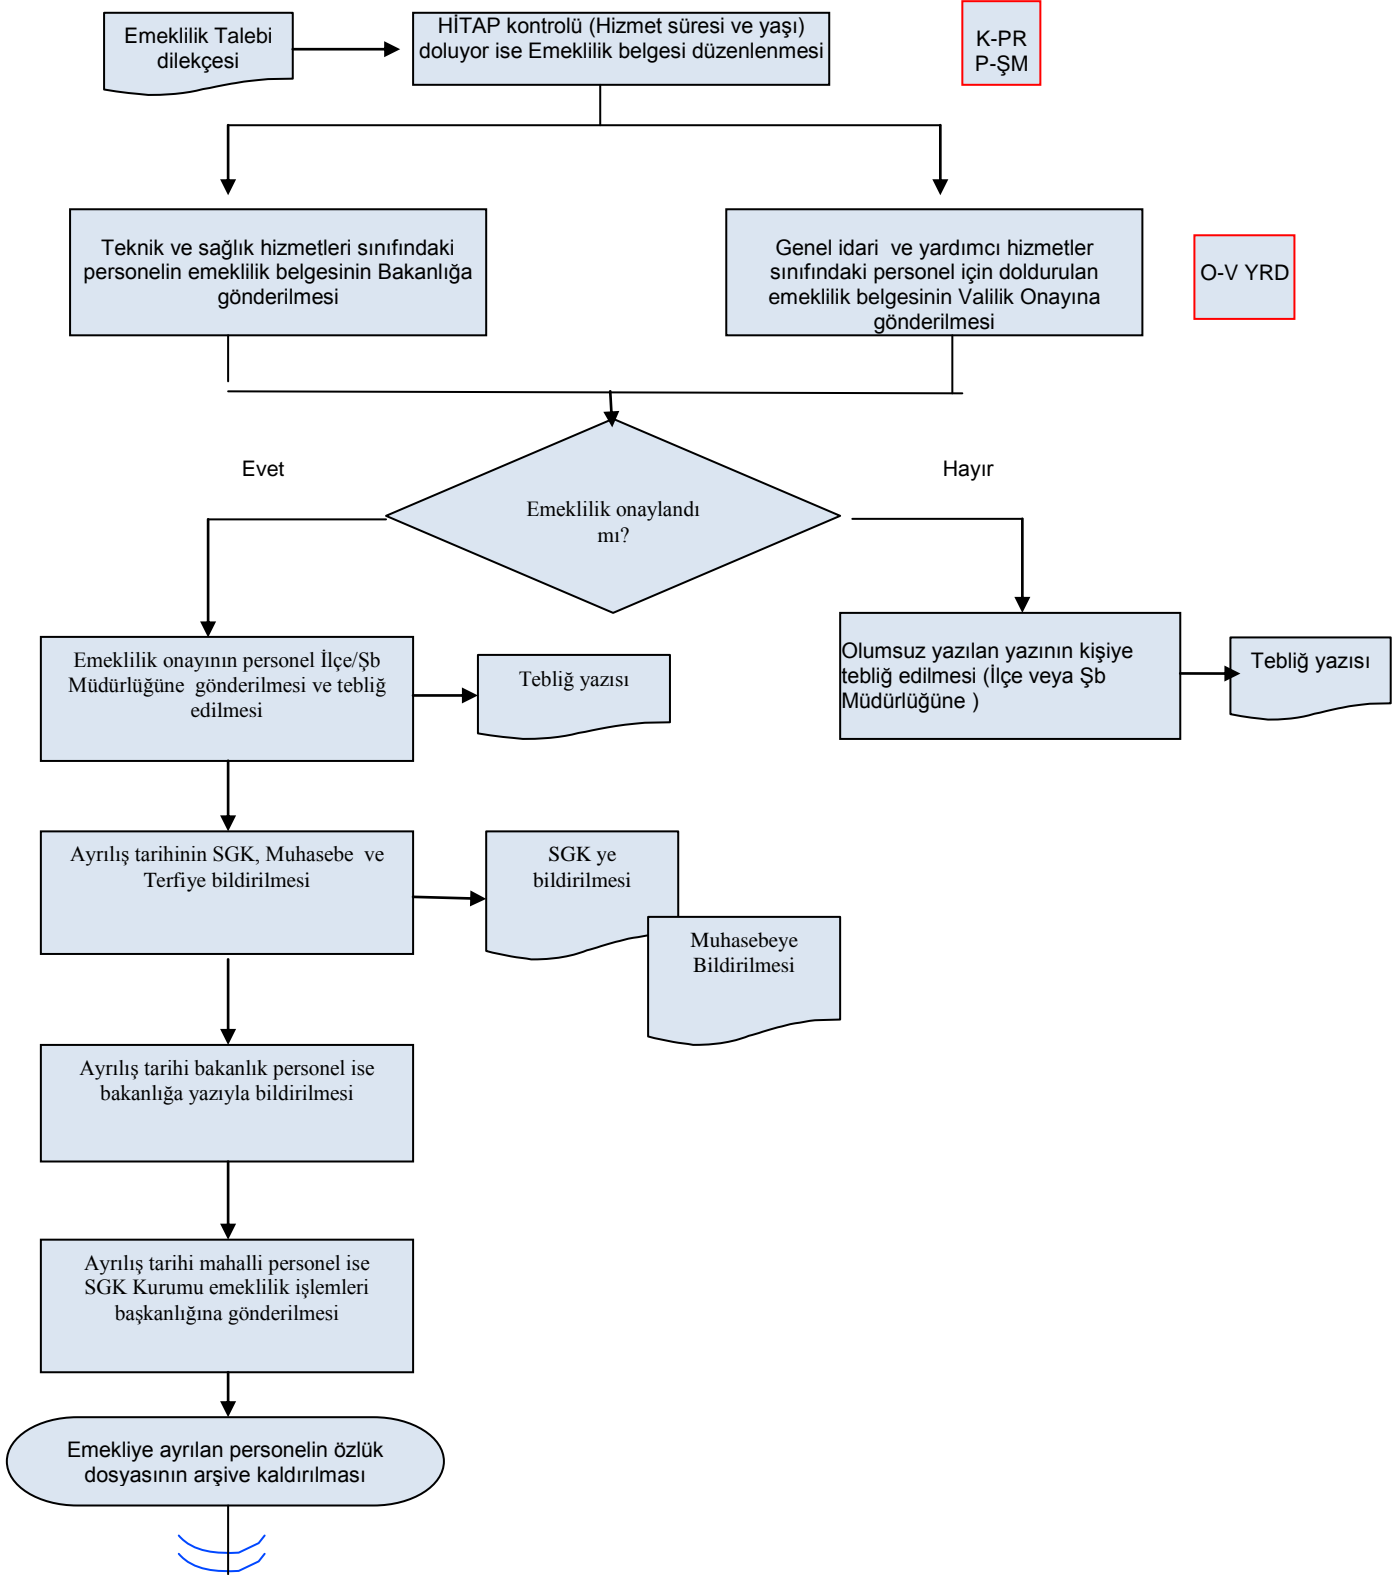 Emeklilik Talebi
dilekçesi
HİTAP kontrolü (Hizmet süresi ve yaşı)
doluyor ise Emeklilik belgesi düzenlenmesi
K-PR
P-ŞM
Teknik ve sağlık hizmetleri sınıfındaki
personelin emeklilik belgesinin Bakanlığa
gönderilmesi
Genel idari ve yardımcı hizmetler
sınıfındaki personel için doldurulan
emeklilik belgesinin Valilik Onayına
gönderilmesi
O-V YRD
Evet
Hayır
Emeklilik onaylandı
mı?
Emeklilik onayının personel İlçe/Şb
Müdürlüğüne gönderilmesi ve tebliğ
edilmesi
Tebliğ yazısı
Olumsuz yazılan yazının kişiye
tebliğ edilmesi (İlçe veya Şb
Müdürlüğüne )
Tebliğ yazısı
Ayrılış tarihinin SGK, Muhasebe ve
Terfiye bildirilmesi
SGK ye
bildirilmesi
Muhasebeye
Bildirilmesi
Ayrılış tarihi bakanlık personel ise
bakanlığa yazıyla bildirilmesi
Ayrılış tarihi mahalli personel ise
SGK Kurumu emeklilik işlemleri
başkanlığına gönderilmesi
Emekliye ayrılan personelin özlük
dosyasının arşive kaldırılması